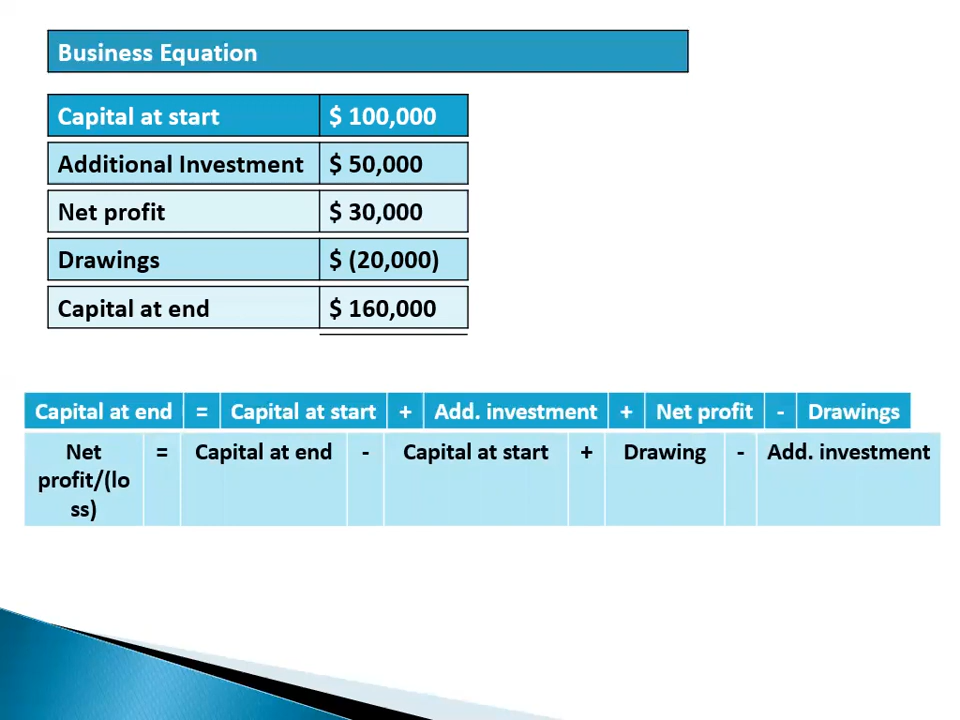 Business Equation
Capital at start $ 100,000
Additional Investment $ 50,000
Net profit $ 30,000
Drawings $ (20,000)
Capital at end $ 160,000
Capital at end = Capital at start + Add. investment + Net profit - Drawings
Net = Capital at end - Capital at start + Drawing - Add. investment
profit/(lo
ss)